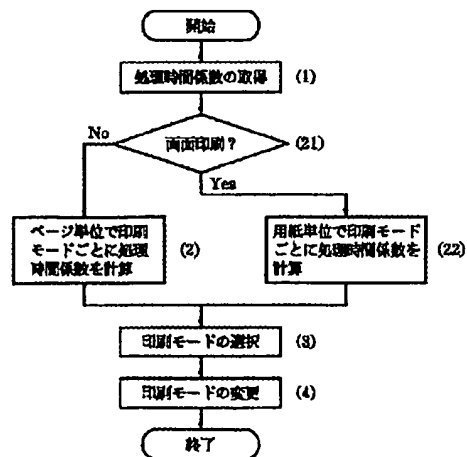 開始
処理時間係数の取得
(1)
両面印刷?
(21)
No
Yes
ページ単位で印刷
モードごとに処理
時間係数を計算
(2)
用紙単位で印刷モード
ごとに処理時間係数を
計算
(22)
印刷モードの選択
(3)
印刷モードの変更
(4)
終了